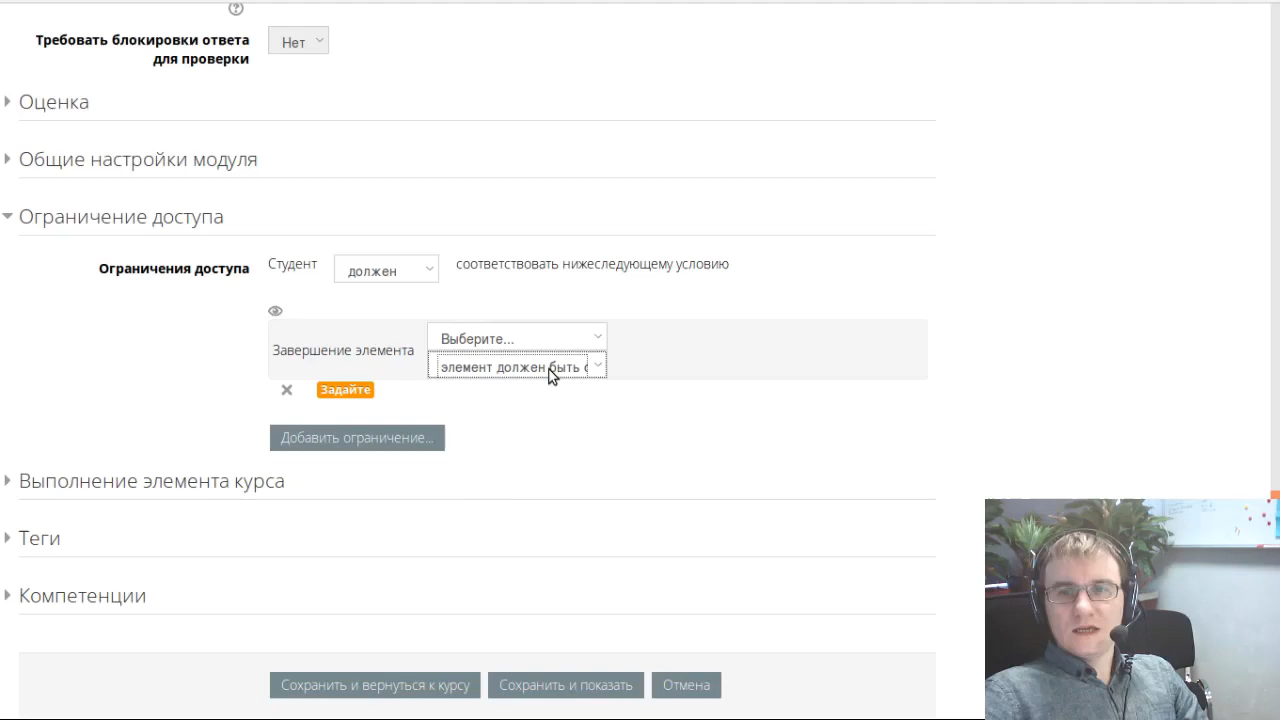 Требовать блокировки ответа
для проверки
Нет
Оценка
Общие настройки модуля
Ограничение доступа
Ограничения доступа
Студент должен соответствовать нижеследующему условию
Завершение элемента
Выберите...
элемент должен быть
Задайте
Добавить ограничение...
Выполнение элемента курса
Теги
Компетенции
Сохранить и вернуться к курсу Сохранить и показать Отмена